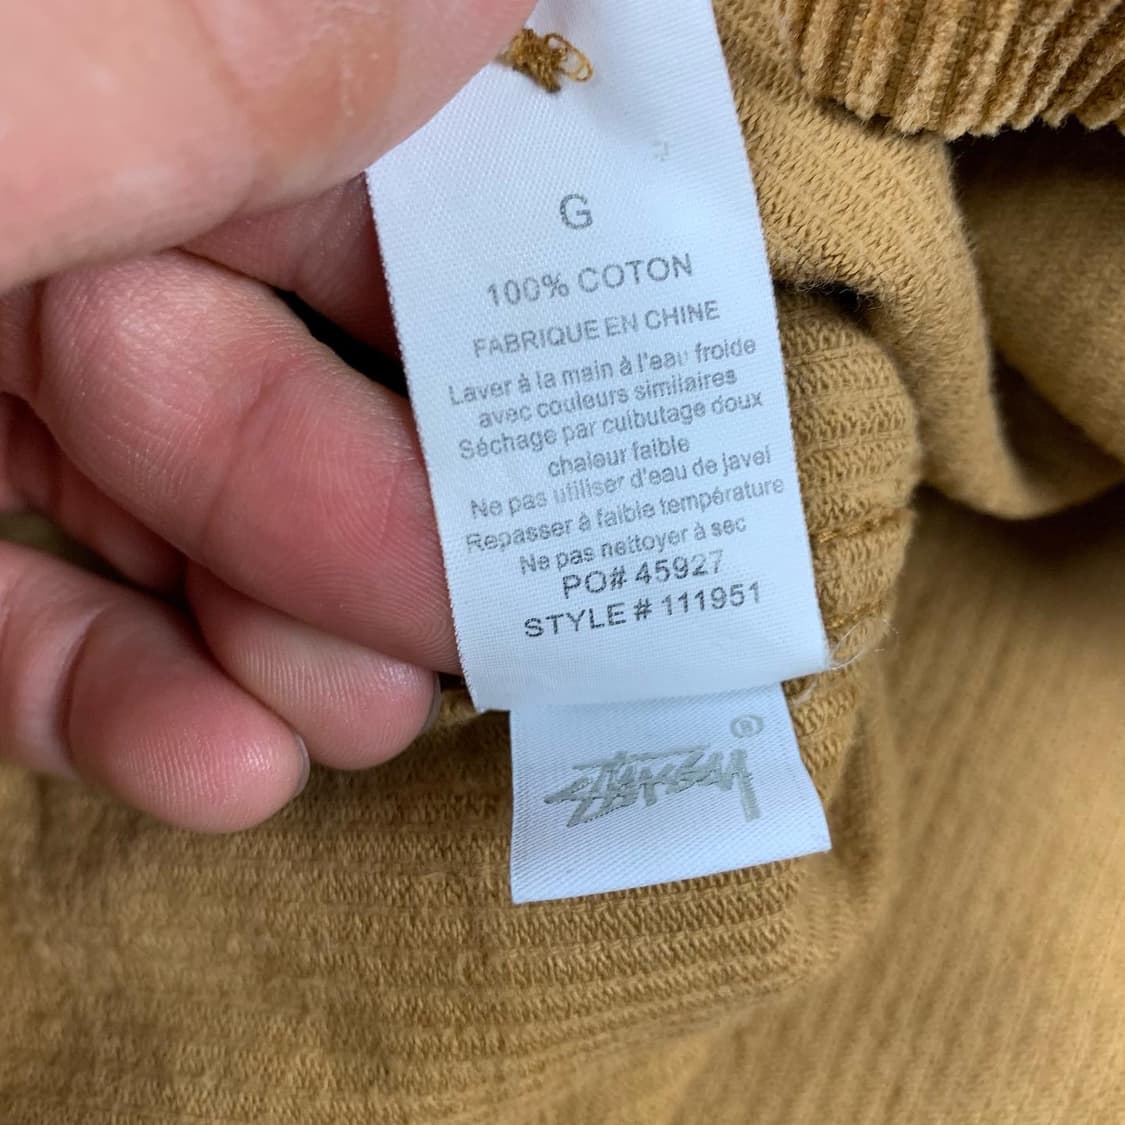 G
100% COTON
FABRIQUE EN CHINE
Laver à la main à l'eau froide
avec couleurs similaires
Séchage par culbutage doux
chaleur faible
Ne pas utiliser d'eau de javel
Repasser à faible température
Ne pas nettoyer à sec
PO# 45927
STYLE # 111951
Stüssy ®